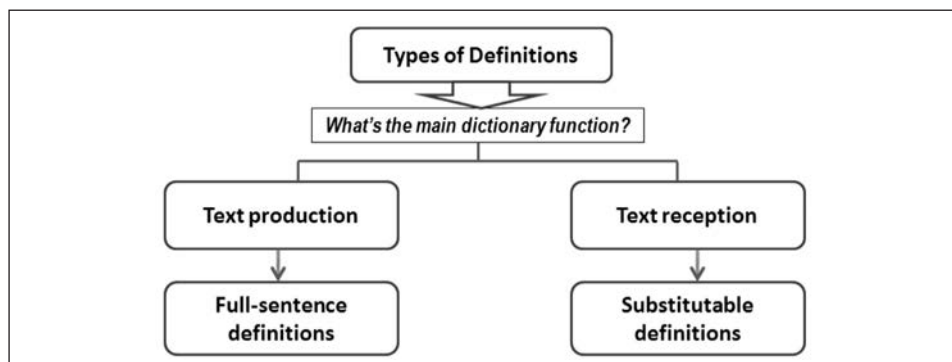 Types of Definitions
What's the main dictionary function?
Text production
Text reception
Full-sentence
definitions
Substitutable
definitions